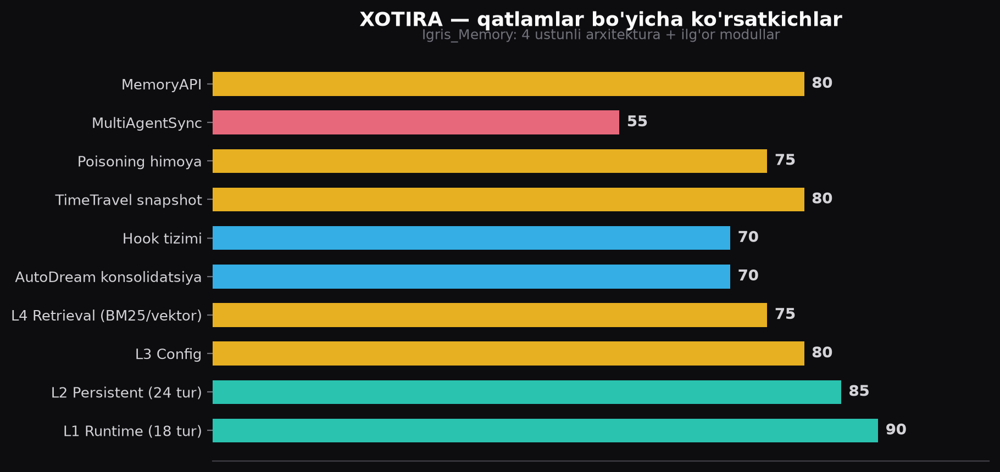 XOTIRA — qatlamlar bo'yicha ko'rsatkichlar
Igris_Memory: 4 ustunli arxitektura + ilg'or modullar
MemoryAPI 80
MultiAgentSync 55
Poisoning himoya 75
TimeTravel snapshot 80
Hook tizimi 70
AutoDream konsolidatsiya 70
L4 Retrieval (BM25/vektor) 75
L3 Config 80
L2 Persistent (24 tur) 85
L1 Runtime (18 tur) 90